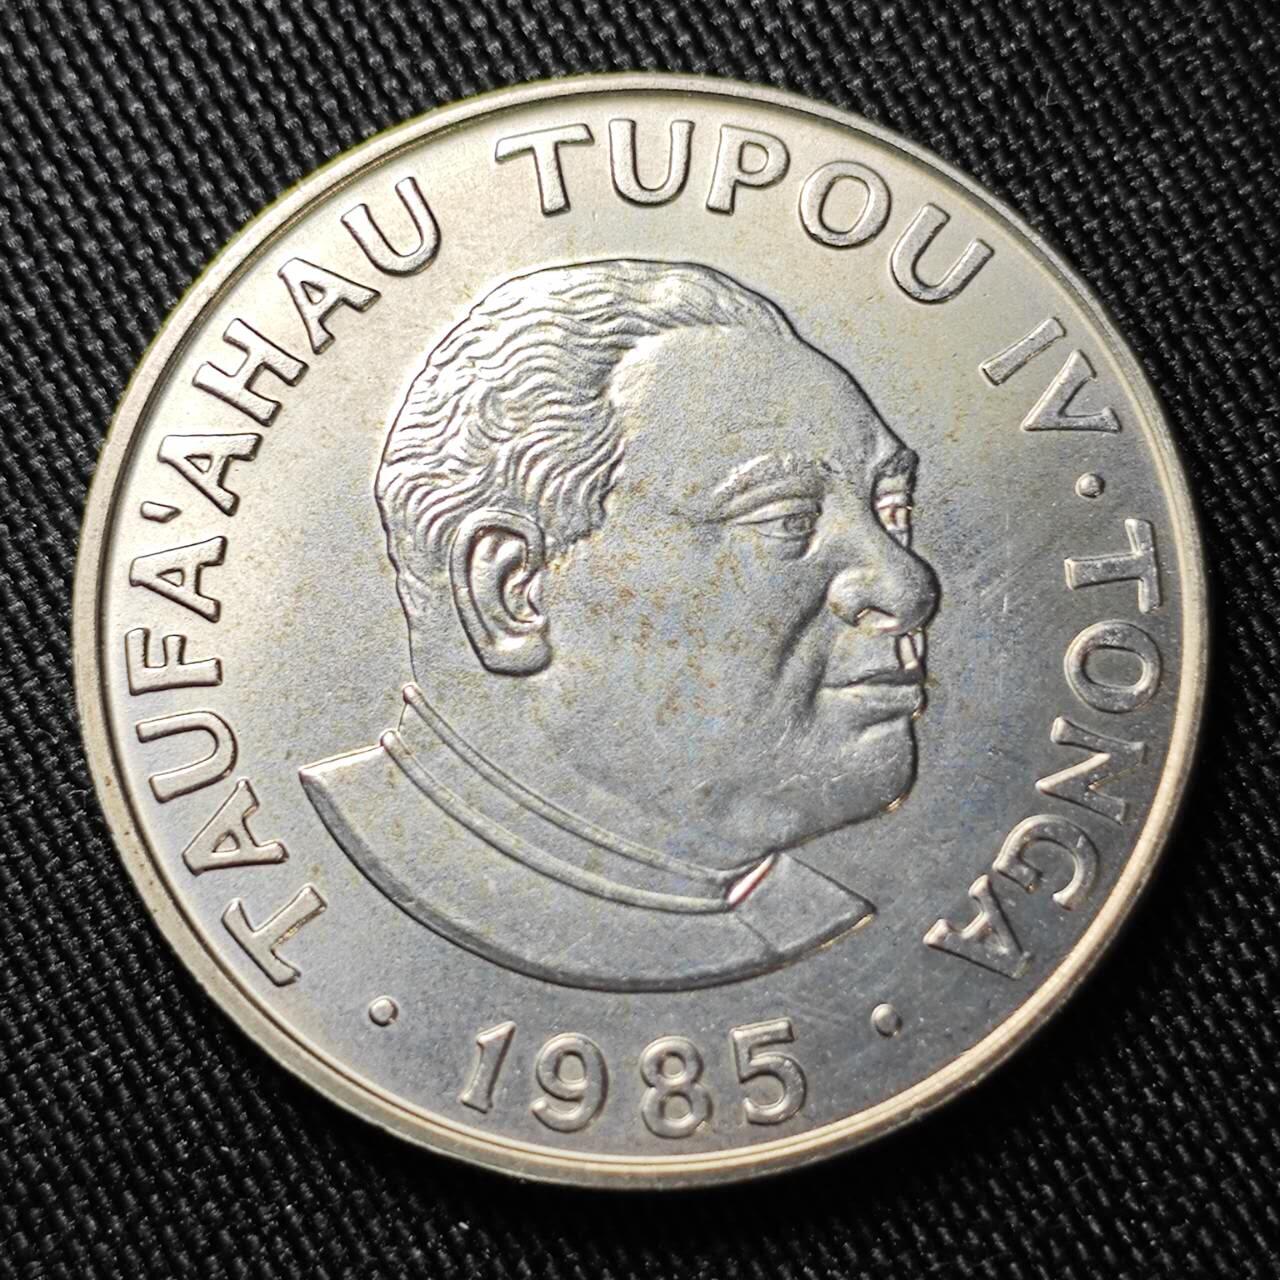 TAUFA'AHAU TUPOU IV · TONGA
· 1985 ·